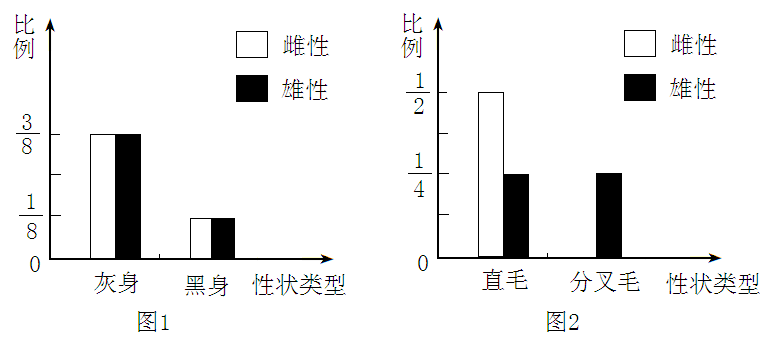 比例
雌性
雄性
3/8
1/8
0
灰身
黑身
性状类型
图1
比例
雌性
雄性
1/2
1/4
0
直毛
分叉毛
性状类型
图2